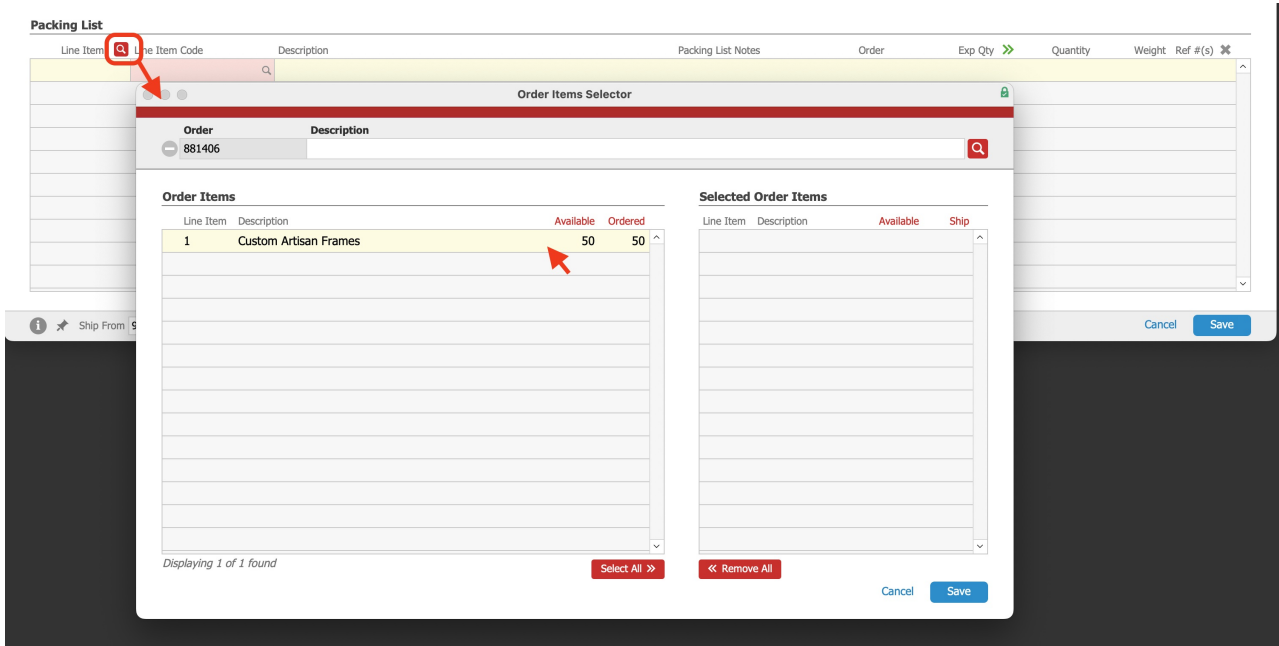 Packing List
Line Item Line Item Code Description Packing List Notes Order Exp Qty Quantity Weight Ref #(s)
Order Items Selector
Order Description
881406
Order Items Selected Order Items
Line Item Description Available Ordered Line Item Description Available Ship
1 Custom Artisan Frames 50 50
Ship From 9 Cancel Save
Displaying 1 of 1 found
Select All » « Remove All
Cancel Save